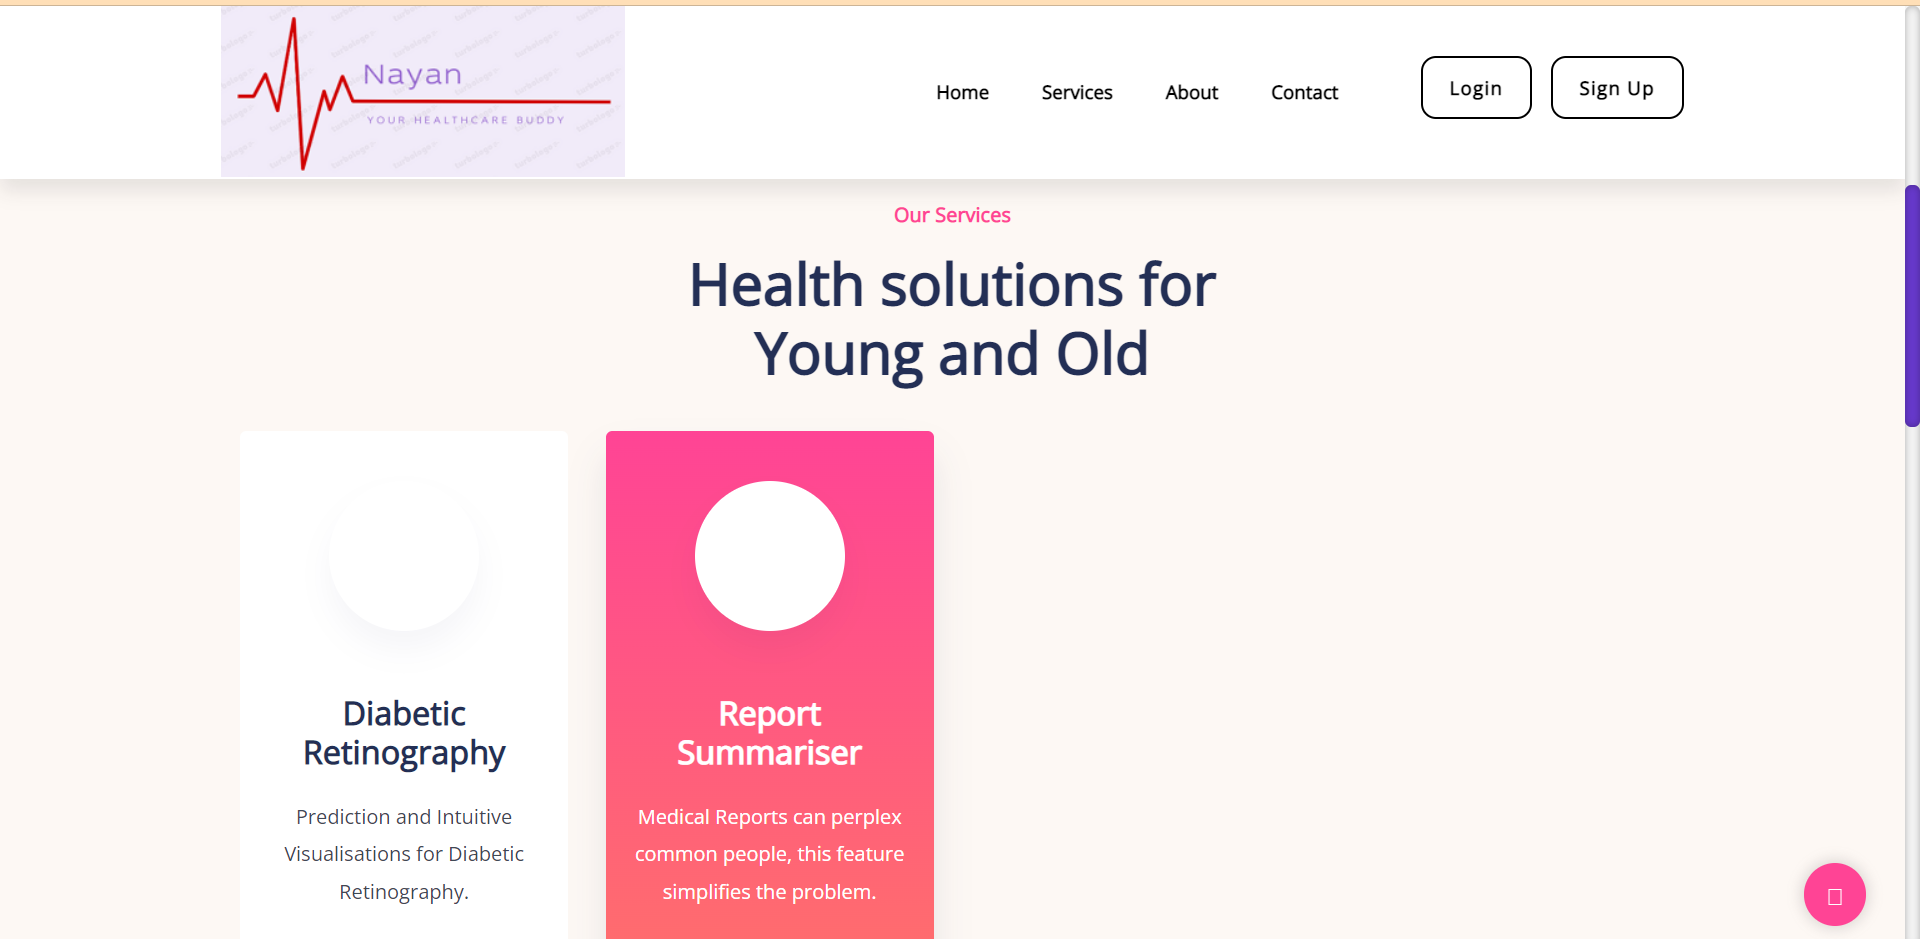 Nayan
YOUR HEALTHCARE BUDDY
Home
Services
About
Contact
Login
Sign Up
Our Services
Health solutions for
Young and Old
Diabetic
Retinography
Prediction and Intuitive
Visualisations for Diabetic
Retinography.
Report
Summariser
Medical Reports can perplex
common people, this feature
simplifies the problem.